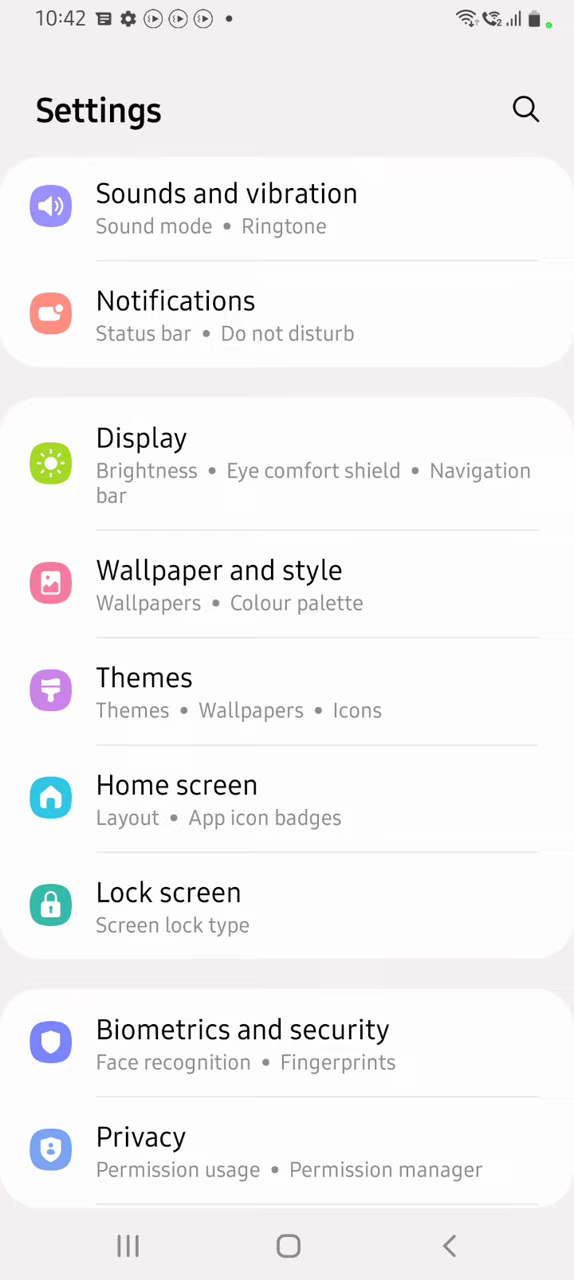 10:42
Settings
Sounds and vibration
Sound mode • Ringtone
Notifications
Status bar • Do not disturb
Display
Brightness • Eye comfort shield • Navigation
bar
Wallpaper and style
Wallpapers • Colour palette
Themes
Themes • Wallpapers • Icons
Home screen
Layout • App icon badges
Lock screen
Screen lock type
Biometrics and security
Face recognition • Fingerprints
Privacy
Permission usage • Permission manager